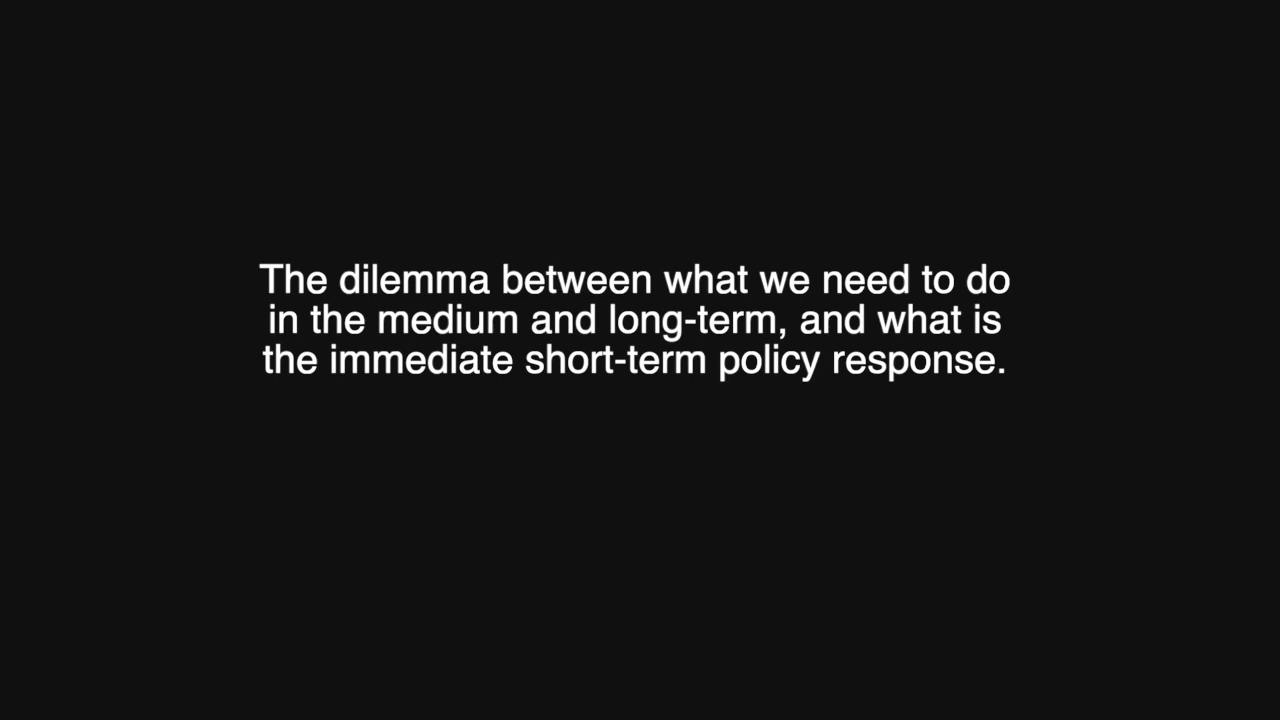 The dilemma between what we need to do
in the medium and long-term, and what is
the immediate short-term policy response.